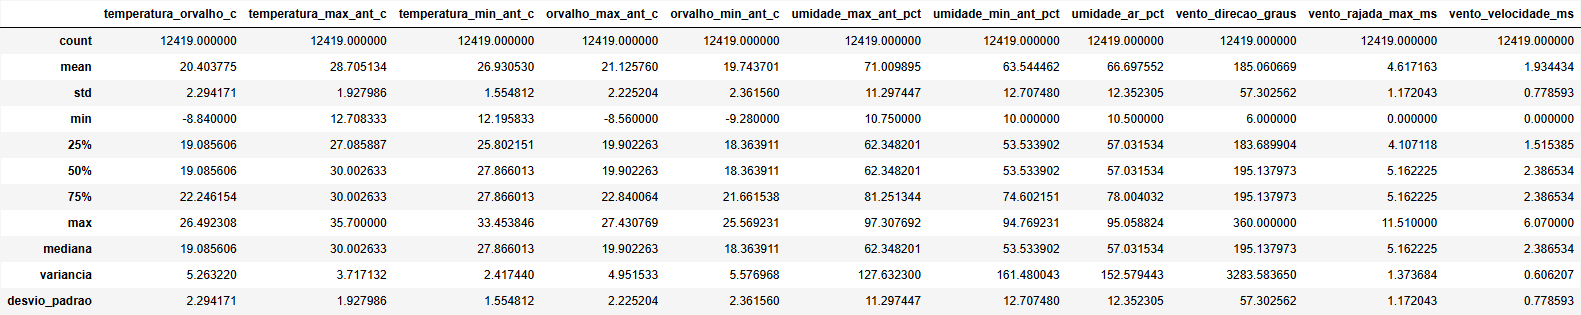 temperatura_orvalho_c temperatura_max_ant_c temperatura_min_ant_c orvalho_max_ant_c orvalho_min_ant_c umidade_max_ant_pct umidade_min_ant_pct umidade_ar_pct vento_direcao_graus vento_rajada_max_ms vento_velocidade_ms
count 12419.000000 12419.000000 12419.000000 12419.000000 12419.000000 12419.000000 12419.000000 12419.000000 12419.000000 12419.000000 12419.000000
mean 20.403775 28.705134 26.930530 21.125760 19.743701 71.009895 63.544462 66.697552 185.060669 4.617163 1.934434
std 2.294171 1.927986 1.554812 2.225204 2.361560 11.297447 12.707480 12.352305 57.302562 1.172043 0.778593
min -8.840000 12.708333 12.195833 -8.560000 -9.280000 10.750000 10.000000 10.500000 6.000000 0.000000 0.000000
25% 19.085606 27.085887 25.802151 19.902263 18.363911 62.348201 53.533902 57.031534 183.689904 4.107118 1.515385
50% 19.085606 30.002633 27.866013 19.902263 18.363911 62.348201 53.533902 57.031534 195.137973 5.162225 2.386534
75% 22.246154 30.002633 27.866013 22.840064 21.661538 81.251344 74.602151 78.004032 195.137973 5.162225 2.386534
max 26.492308 35.700000 33.453846 27.430769 25.569231 97.307692 94.769231 95.058824 360.000000 11.510000 6.070000
mediana 19.085606 30.002633 27.866013 19.902263 18.363911 62.348201 53.533902 57.031534 195.137973 5.162225 2.386534
variancia 5.263220 3.717132 2.417440 4.951533 5.576968 127.632300 161.480043 152.579443 3283.583650 1.373684 0.606207
desvio_padrao 2.294171 1.927986 1.554812 2.225204 2.361560 11.297447 12.707480 12.352305 57.302562 1.172043 0.778593